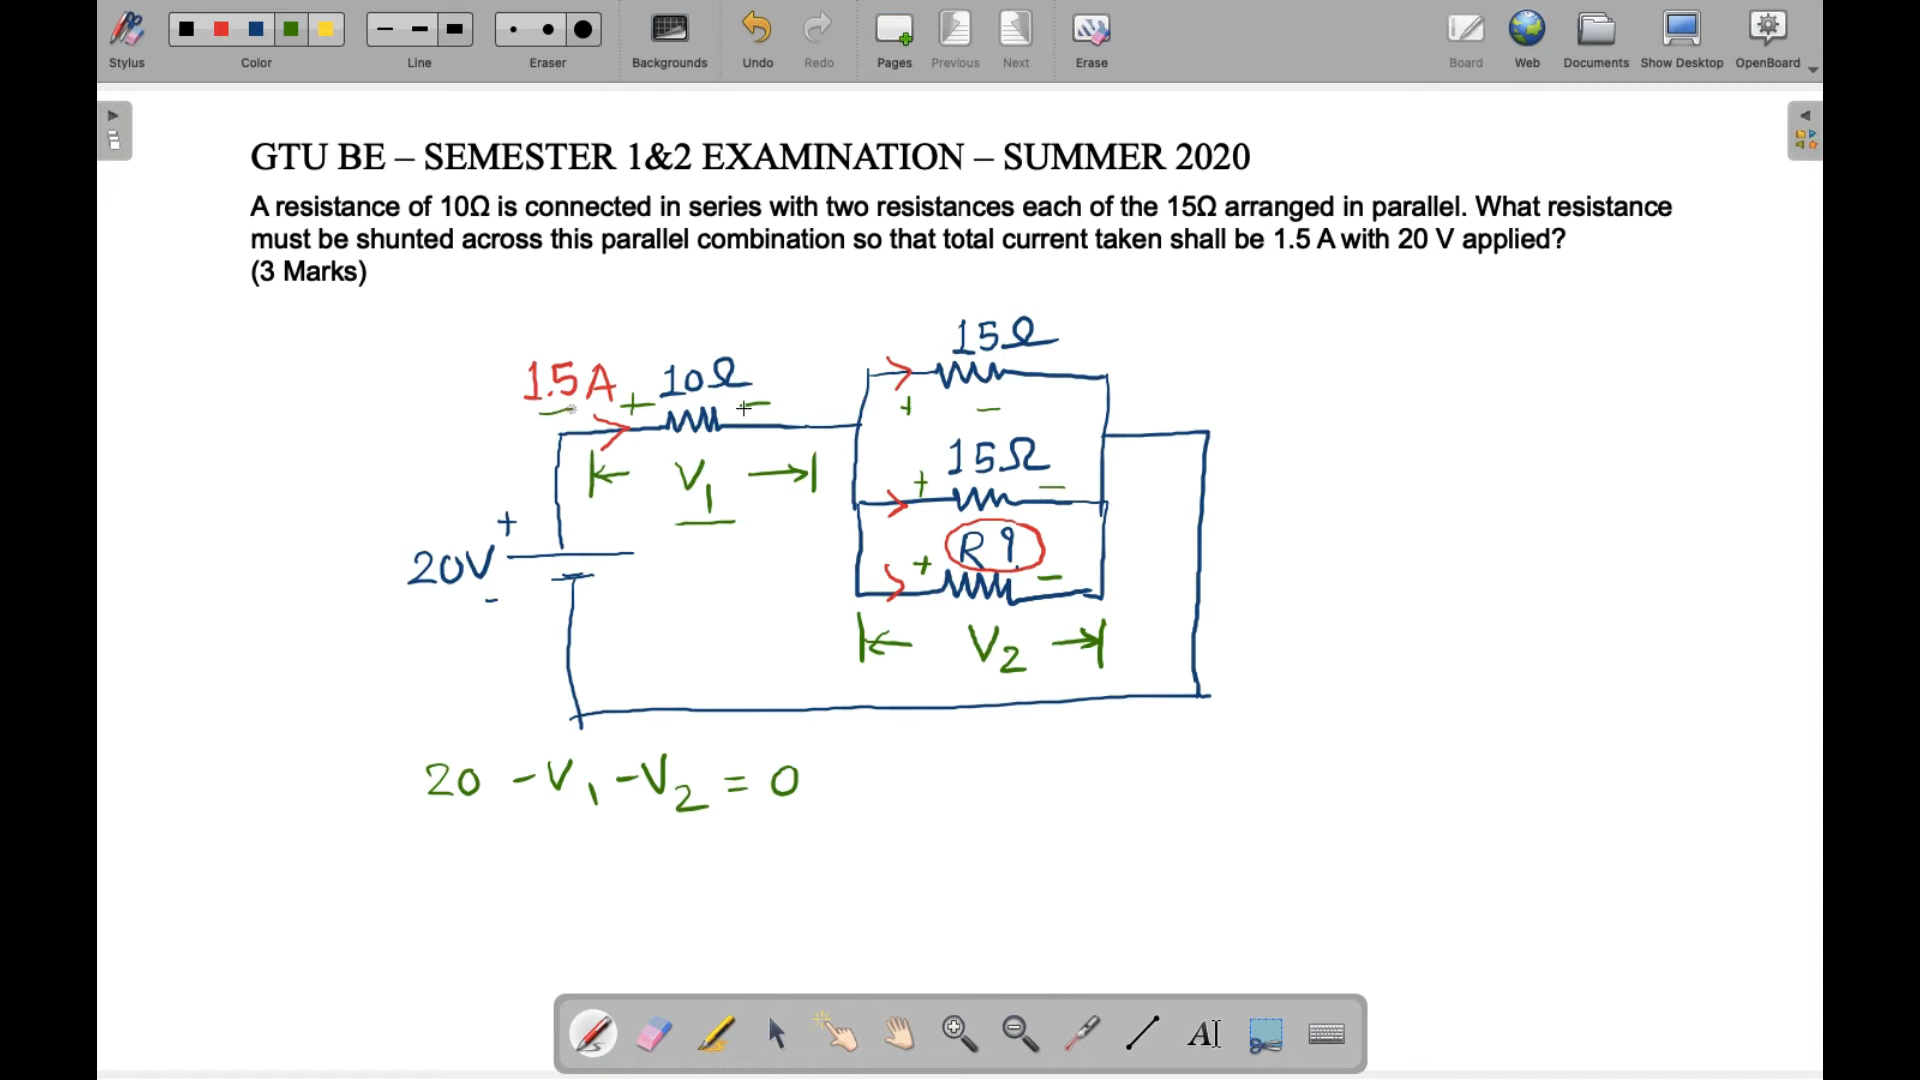 Stylus
Color
Line
Eraser
Backgrounds
Undo
Redo
Pages
Previous
Next
Erase
Board
Web
Documents
Show Desktop
OpenBoard
GTU BE – SEMESTER 1&2 EXAMINATION – SUMMER 2020
A resistance of 10Ω is connected in series with two resistances each of the 15Ω arranged in parallel. What resistance
must be shunted across this parallel combination so that total current taken shall be 1.5 A with 20 V applied?
(3 Marks)
15Ω
1.5A + 10Ω -
+ -
15Ω
V1
+ -
+
R ?
20V
+ -
-
V2
20 - V1 - V2 = 0
AI